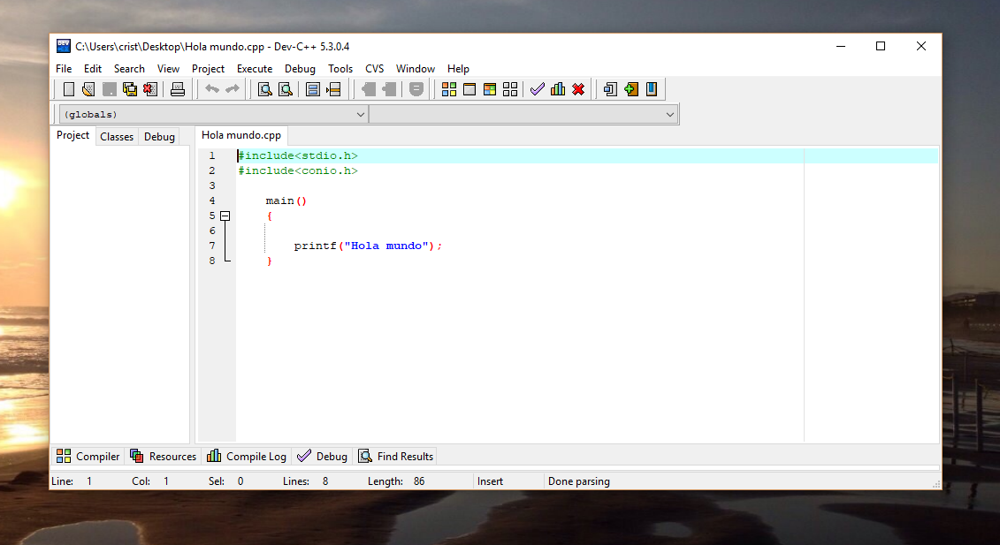 DEV
C:\Users\crist\Desktop\Hola mundo.cpp - Dev-C++ 5.3.0.4
File Edit Search View Project Execute Debug Tools CVS Window Help
(globals)
Project Classes Debug
Hola mundo.cpp
1 #include<stdio.h>
2 #include<conio.h>
3
4 main()
5 {
6
7 printf("Hola mundo");
8 }
Compiler Resources Compile Log Debug Find Results
Line: 1 Col: 1 Sel: 0 Lines: 8 Length: 86 Insert Done parsing